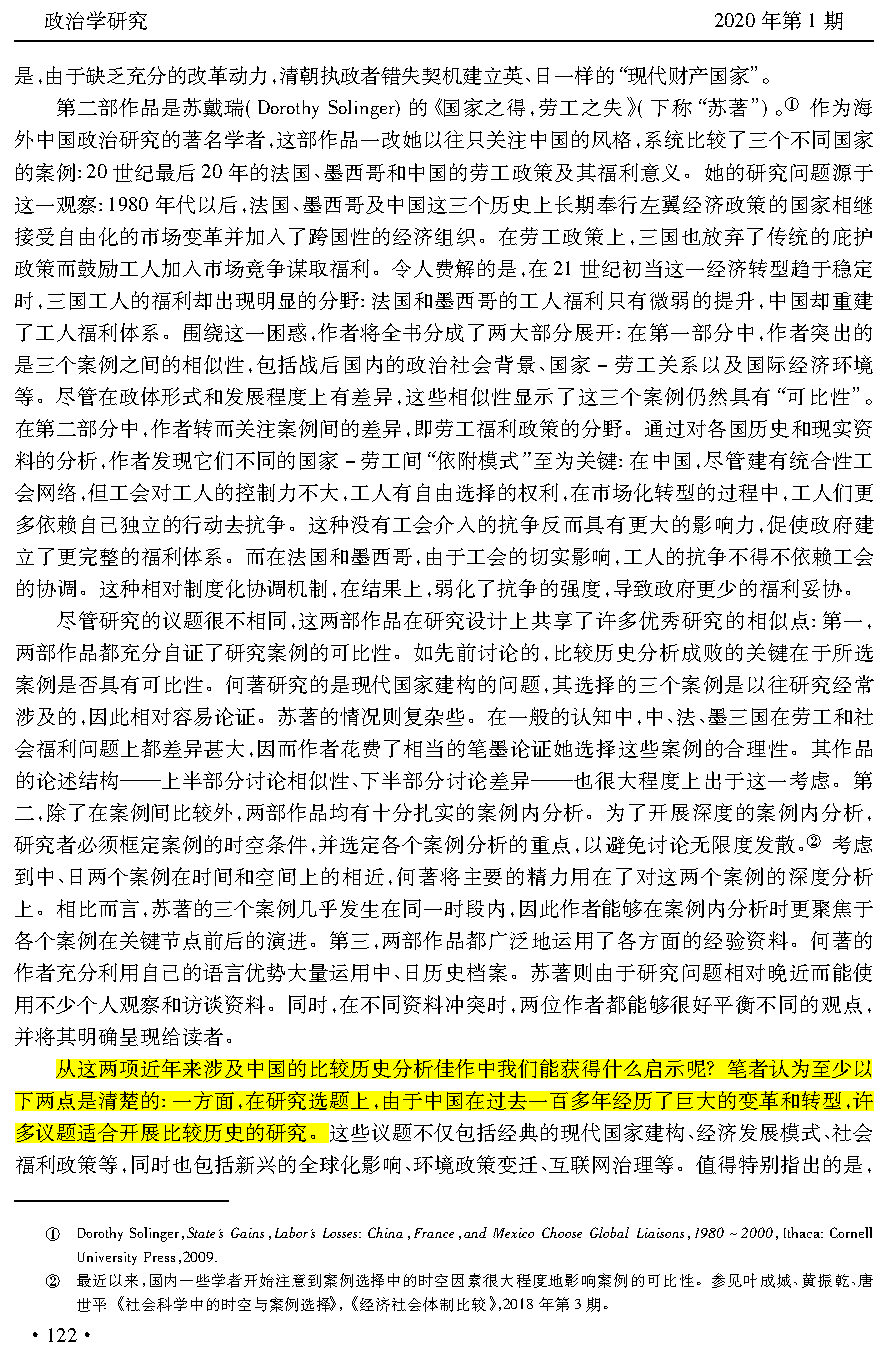 政治学研究 2020 年第 1 期
是,由于缺乏充分的改革动力,清朝执政者错失契机建立英、日一样的“现代财产国家”。
第二部作品是苏戴瑞( Dorothy Solinger) 的《国家之得,劳工之失》( 下称“苏著”) 。① 作为海
外中国政治研究的著名学者,这部作品一改她以往只关注中国的风格,系统比较了三个不同国家
的案例: 20 世纪最后 20 年的法国、墨西哥和中国的劳工政策及其福利意义。她的研究问题源于
这一观察: 1980 年代以后,法国、墨西哥及中国这三个历史上长期奉行左翼经济政策的国家相继
接受自由化的市场变革并加入了跨国性的经济组织。在劳工政策上,三国也放弃了传统的庇护
政策而鼓励工人加入市场竞争谋取福利。令人费解的是,在 21 世纪初当这一经济转型趋于稳定
时,三国工人的福利却出现明显的分野: 法国和墨西哥的工人福利只有微弱的提升,中国却重建
了工人福利体系。围绕这一困惑,作者将全书分成了两大部分展开: 在第一部分中,作者突出的
是三个案例之间的相似性,包括战后国内的政治社会背景、国家 – 劳工关系以及国际经济环境
等。尽管在政体形式和发展程度上有差异,这些相似性显示了这三个案例仍然具有“可比性”。
在第二部分中,作者转而关注案例间的差异,即劳工福利政策的分野。通过对各国历史和现实资
料的分析,作者发现它们不同的国家 – 劳工间“依附模式”至为关键: 在中国,尽管建有统合性工
会网络,但工会对工人的控制力不大,工人有自由选择的权利,在市场化转型的过程中,工人们更
多依赖自己独立的行动去抗争。这种没有工会介入的抗争反而具有更大的影响力,促使政府建
立了更完整的福利体系。而在法国和墨西哥,由于工会的切实影响,工人的抗争不得不依赖工会
的协调。这种相对制度化协调机制,在结果上,弱化了抗争的强度,导致政府更少的福利妥协。
尽管研究的议题很不相同,这两部作品在研究设计上共享了许多优秀研究的相似点: 第一,
两部作品都充分自证了研究案例的可比性。如先前讨论的,比较历史分析成败的关键在于所选
案例是否具有可比性。何著研究的是现代国家建构的问题,其选择的三个案例是以往研究经常
涉及的,因此相对容易论证。苏著的情况则复杂些。在一般的认知中,中、法、墨三国在劳工和社
会福利问题上都差异甚大,因而作者花费了相当的笔墨论证她选择这些案例的合理性。其作品
的论述结构——上半部分讨论相似性、下半部分讨论差异——也很大程度上出于这一考虑。第
二,除了在案例间比较外,两部作品均有十分扎实的案例内分析。为了开展深度的案例内分析,
研究者必须框定案例的时空条件,并选定各个案例分析的重点,以避免讨论无限度发散。② 考虑
到中、日两个案例在时间和空间上的相近,何著将主要的精力用在了对这两个案例的深度分析
上。相比而言,苏著的三个案例几乎发生在同一时段内,因此作者能够在案例内分析时更聚焦于
各个案例在关键节点前后的演进。第三,两部作品都广泛地运用了各方面的经验资料。何著的
作者充分利用自己的语言优势大量运用中、日历史档案。苏著则由于研究问题相对晚近而能使
用不少个人观察和访谈资料。同时,在不同资料冲突时,两位作者都能够很好平衡不同的观点,
并将其明确呈现给读者。
从这两项近年来涉及中国的比较历史分析佳作中我们能获得什么启示呢? 笔者认为至少以
下两点是清楚的: 一方面,在研究选题上,由于中国在过去一百多年经历了巨大的变革和转型,许
多议题适合开展比较历史的研究。这些议题不仅包括经典的现代国家建构、经济发展模式、社会
福利政策等,同时也包括新兴的全球化影响、环境政策变迁、互联网治理等。值得特别指出的是,
① Dorothy Solinger,State's Gains,Labor's Losses: China,France,and Mexico Choose Global Liaisons,1980 ~ 2000,Ithaca: Cornell
University Press,2009.
② 最近以来,国内一些学者开始注意到案例选择中的时空因素很大程度地影响案例的可比性。参见叶成城、黄振乾、唐
世平: 《社会科学中的时空与案例选择》,《经济社会体制比较》,2018 年第 3 期。
· 122 ·